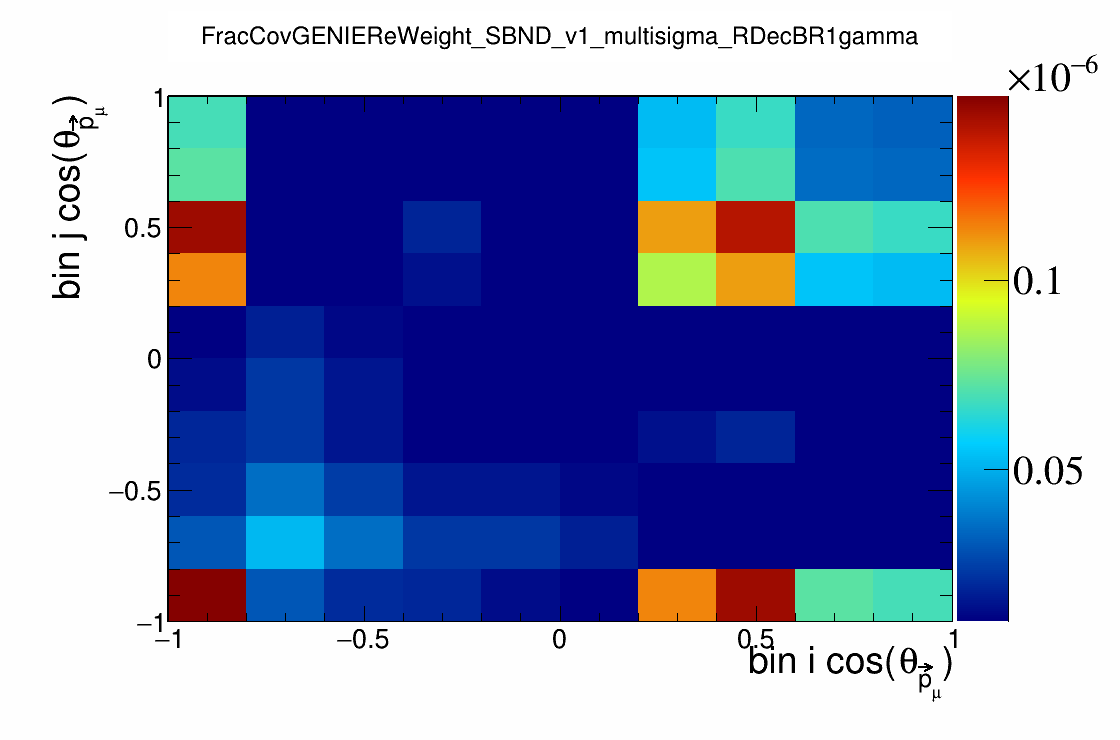 FracCovGENIEReWeight_SBND_v1_multisigma_RDecBR1gamma
×10⁻⁶
bin j cos(θ_p⃗_μ)
1
0.5
0
−0.5
−1
0.1
0.05
−1 −0.5 0 0.5 1
bin i cos(θ_p⃗_μ)